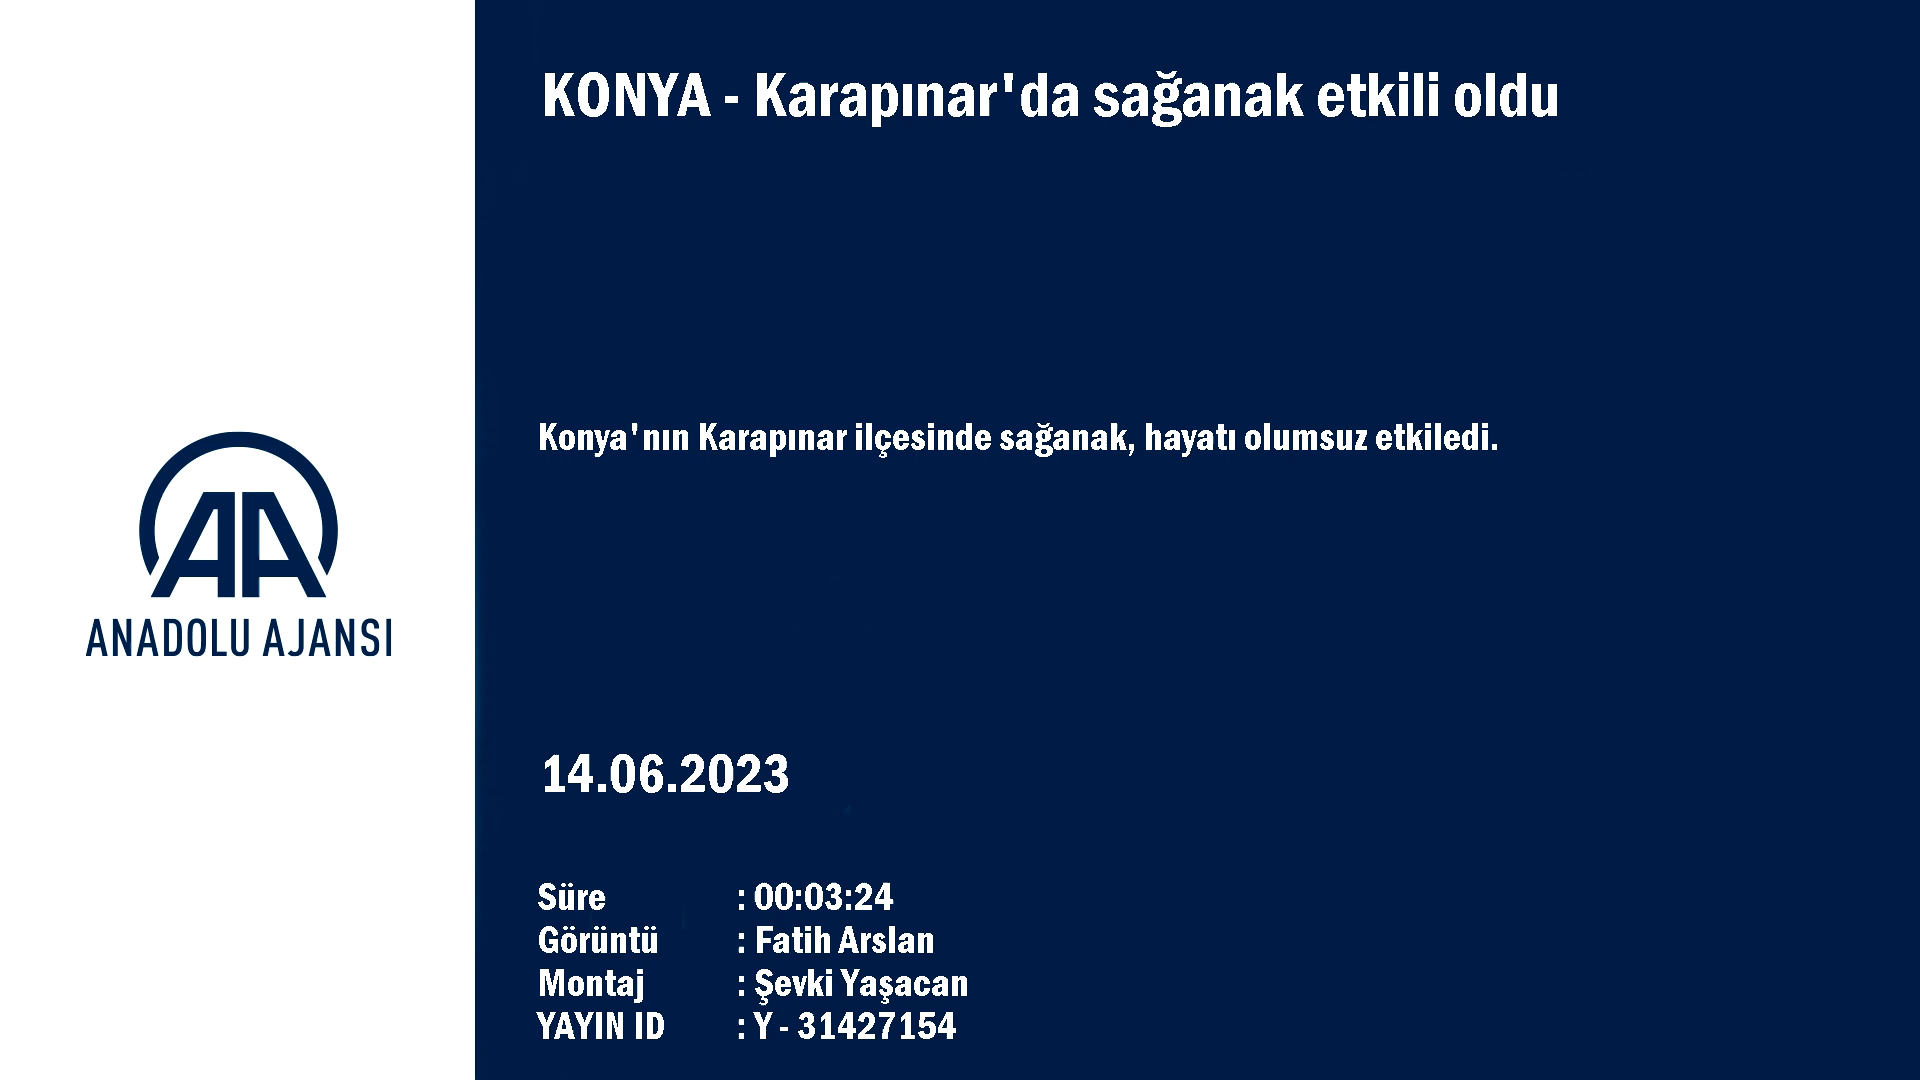 KONYA - Karapınar'da sağanak etkili oldu
Konya'nın Karapınar ilçesinde sağanak, hayatı olumsuz etkiledi.
AA
ANADOLU AJANSI
14.06.2023
Süre : 00:03:24
Görüntü : Fatih Arslan
Montaj : Şevki Yaşacan
YAYIN ID : Y - 31427154